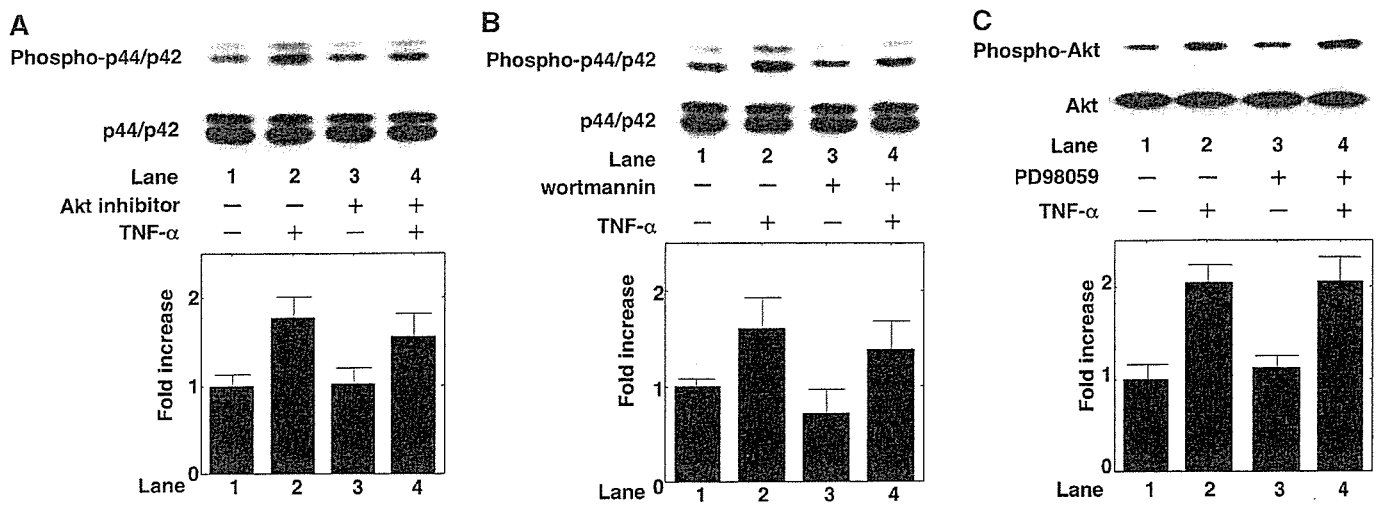 A
Phospho-p44/p42
p44/p42
Lane 1 2 3 4
Akt inhibitor — — + +
TNF-α — + — +
Fold increase
2
1
0
Lane 1 2 3 4
B
Phospho-p44/p42
p44/p42
Lane 1 2 3 4
wortmannin — — + +
TNF-α — + — +
Fold increase
2
1
0
Lane 1 2 3 4
C
Phospho-Akt
Akt
Lane 1 2 3 4
PD98059 — — + +
TNF-α — + — +
Fold increase
2
1
0
Lane 1 2 3 4